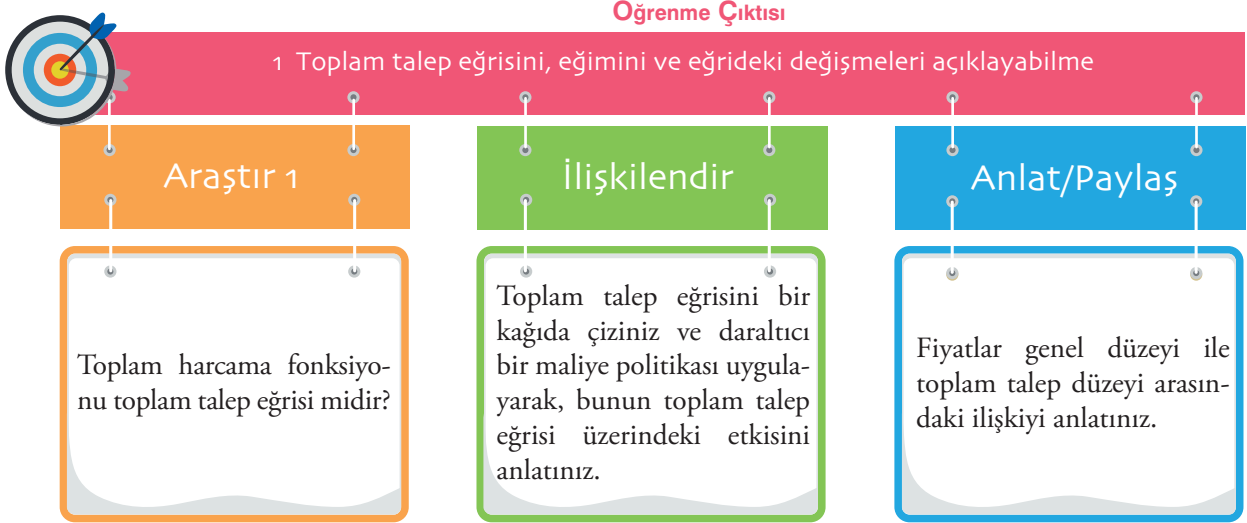 Öğrenme Çıktısı
1 Toplam talep eğrisini, eğimini ve eğrideki değişmeleri açıklayabilme
Araştır 1
Toplam harcama fonksiyo-
nu toplam talep eğrisi midir?
İlişkilendir
Toplam talep eğrisini bir
kağıda çiziniz ve daraltıcı
bir maliye politikası uygula-
yarak, bunun toplam talep
eğrisi üzerindeki etkisini
anlatınız.
Anlat/Paylaş
Fiyatlar genel düzeyi ile
toplam talep düzeyi arasın-
daki ilişkiyi anlatınız.